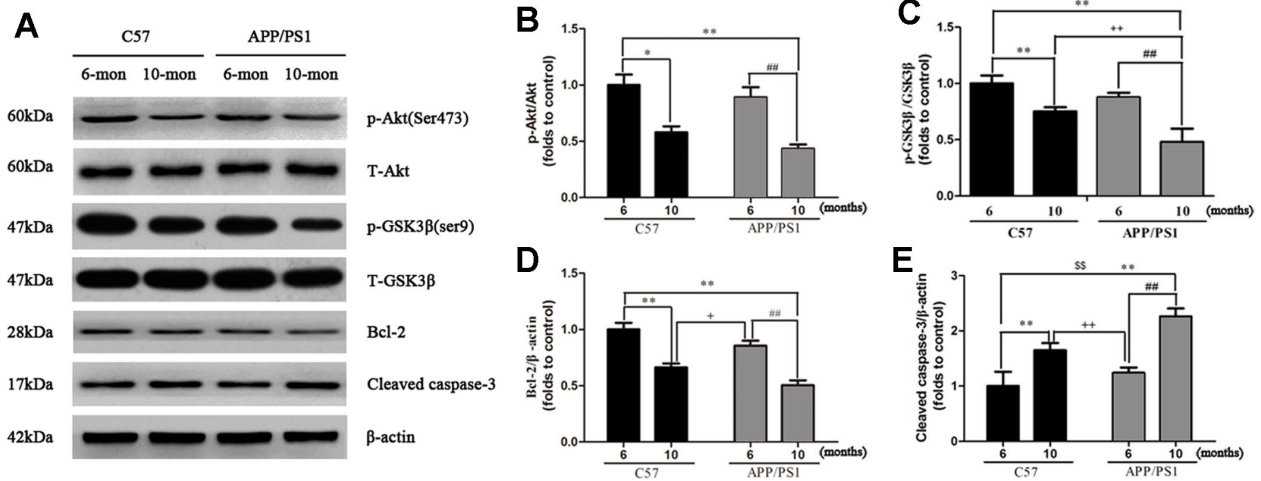 A
C57 APP/PS1
6-mon 10-mon 6-mon 10-mon
60kDa p-Akt(Ser473)
60kDa T-Akt
47kDa p-GSK3β(ser9)
47kDa T-GSK3β
28kDa Bcl-2
17kDa Cleaved caspase-3
42kDa β-actin
B
p-Akt/Akt
(folds to control)
1.5
1.0
0.5
0.0
**
*
##
6 10 6 10 (months)
C57 APP/PS1
C
p-GSK3β/GSK3β
(folds to control)
1.5
1.0
0.5
0.0
**
++
**
##
6 10 6 10 (months)
C57 APP/PS1
D
Bcl-2/β-actin
(folds to control)
1.5
1.0
0.5
0.0
**
**
+
##
6 10 6 10 (months)
C57 APP/PS1
E
Cleaved caspase-3/β-actin
(folds to control)
3
2
1
0
$$ **
##
**
++
6 10 6 10 (months)
C57 APP/PS1